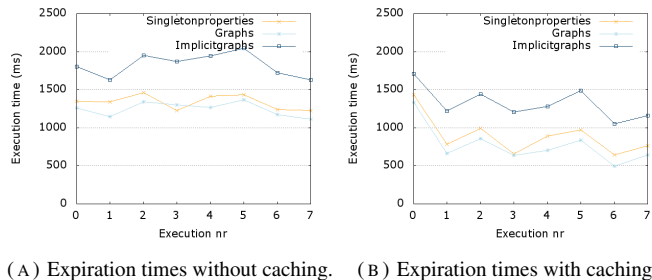 2500
2000
1500
1000
500
0
Execution time (ms)
Singletonproperties
Graphs
Implicitgraphs
0 1 2 3 4 5 6 7
Execution nr
2500
2000
1500
1000
500
0
Execution time (ms)
Singletonproperties
Graphs
Implicitgraphs
0 1 2 3 4 5 6 7
Execution nr
(A) Expiration times without caching.
(B) Expiration times with caching